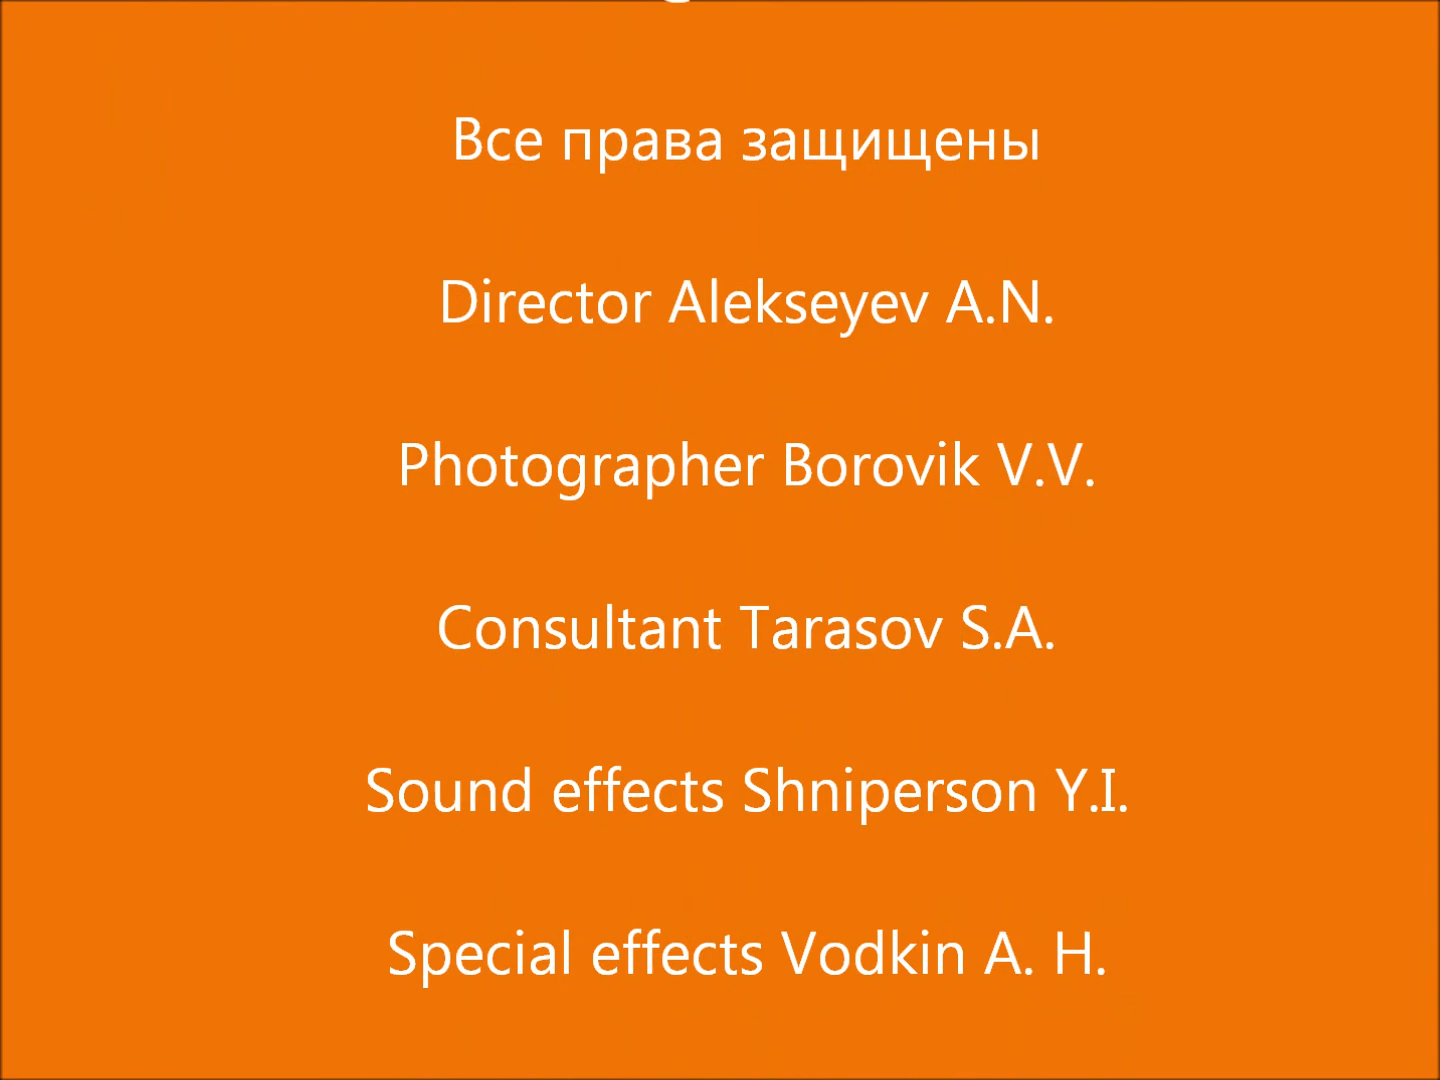 Все права защищены
Director Alekseyev A.N.
Photographer Borovik V.V.
Consultant Tarasov S.A.
Sound effects Shniperson Y.I.
Special effects Vodkin A. H.